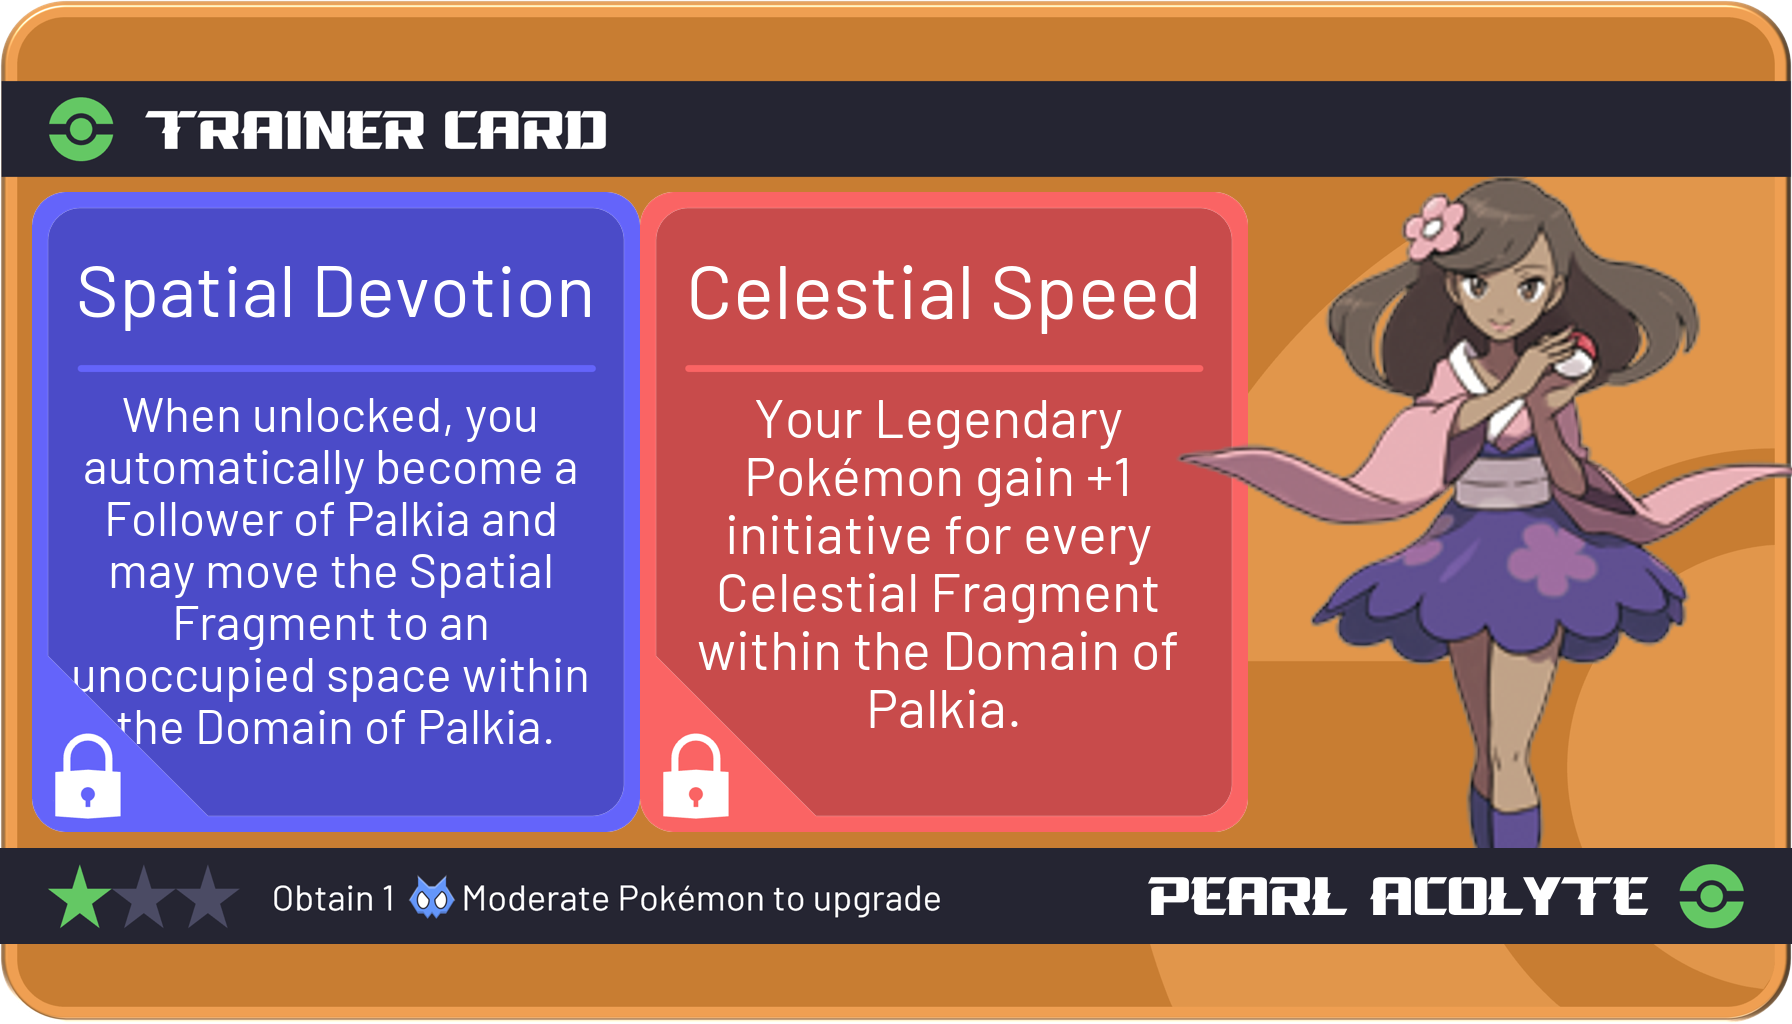 TRAINER CARD
Spatial Devotion
When unlocked, you
automatically become a
Follower of Palkia and
may move the Spatial
Fragment to an
unoccupied space within
the Domain of Palkia.
Celestial Speed
Your Legendary
Pokémon gain +1
initiative for every
Celestial Fragment
within the Domain of
Palkia.
Obtain 1 Moderate Pokémon to upgrade
PEARL ACOLYTE